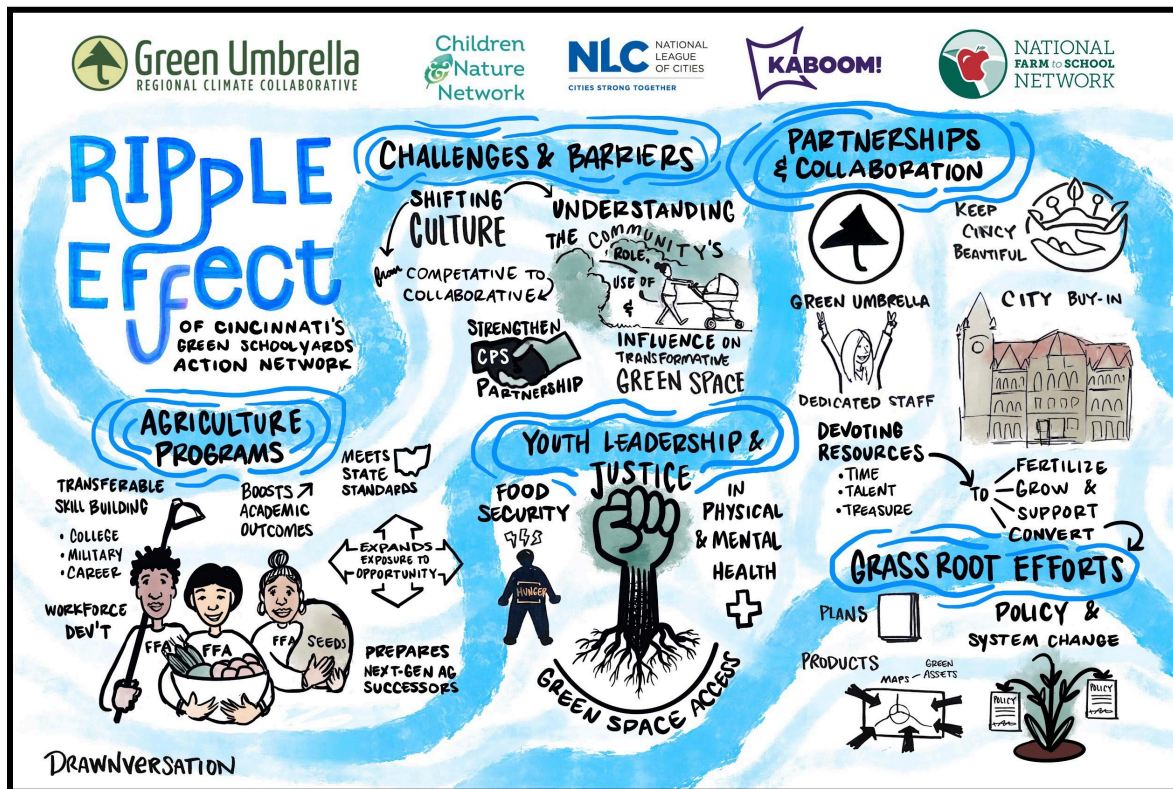 Green Umbrella
REGIONAL CLIMATE COLLABORATIVE
Children
& Nature
Network
NLC
NATIONAL
LEAGUE
OF CITIES
CITIES STRONG TOGETHER
KABOOM!
NATIONAL
FARM to SCHOOL
NETWORK
RIPPLE
EFFect
OF CINCINNATI'S
GREEN SCHOOLYARDS
ACTION NETWORK
CHALLENGES & BARRIERS
SHIFTING
CULTURE
from COMPETATIVE TO
COLLABORATIVE
STRENGTHEN
CPS
PARTNERSHIP
UNDERSTANDING
THE COMMUNITY'S
ROLE,
USE OF
&
INFLUENCE ON
TRANSFORMATIVE
GREEN SPACE
PARTNERSHIPS
& COLLABORATION
GREEN UMBRELLA
KEEP
CINCY
BEAUTIFUL
DEDICATED STAFF
CITY BUY-IN
DEVOTING
RESOURCES
• TIME
• TALENT
• TREASURE
TO
FERTILIZE
GROW &
SUPPORT
CONVERT
AGRICULTURE
PROGRAMS
TRANSFERABLE
SKILL BUILDING
• COLLEGE
• MILITARY
• CAREER
BOOSTS
ACADEMIC
OUTCOMES
MEETS
STATE
STANDARDS
EXPANDS
EXPOSURE TO
OPPORTUNITY
WORKFORCE
DEV'T
FFA
FFA
FFA
SEEDS
PREPARES
NEXT-GEN AG
SUCCESSORS
YOUTH LEADERSHIP &
JUSTICE
FOOD
SECURITY
HUNGER
IN
PHYSICAL
& MENTAL
HEALTH
GREEN SPACE ACCESS
GRASS ROOT EFFORTS
PLANS
PRODUCTS
MAPS – GREEN
ASSETS
POLICY &
SYSTEM CHANGE
POLICY
POLICY
DRAWNVERSATION